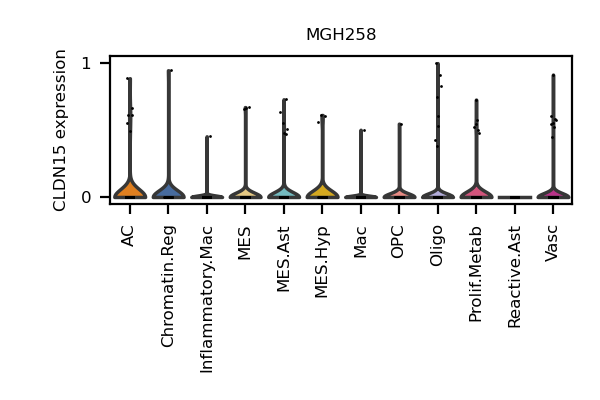 MGH258
CLDN15 expression
1
0
AC
Chromatin.Reg
Inflammatory.Mac
MES
MES.Ast
MES.Hyp
Mac
OPC
Oligo
Prolif.Metab
Reactive.Ast
Vasc